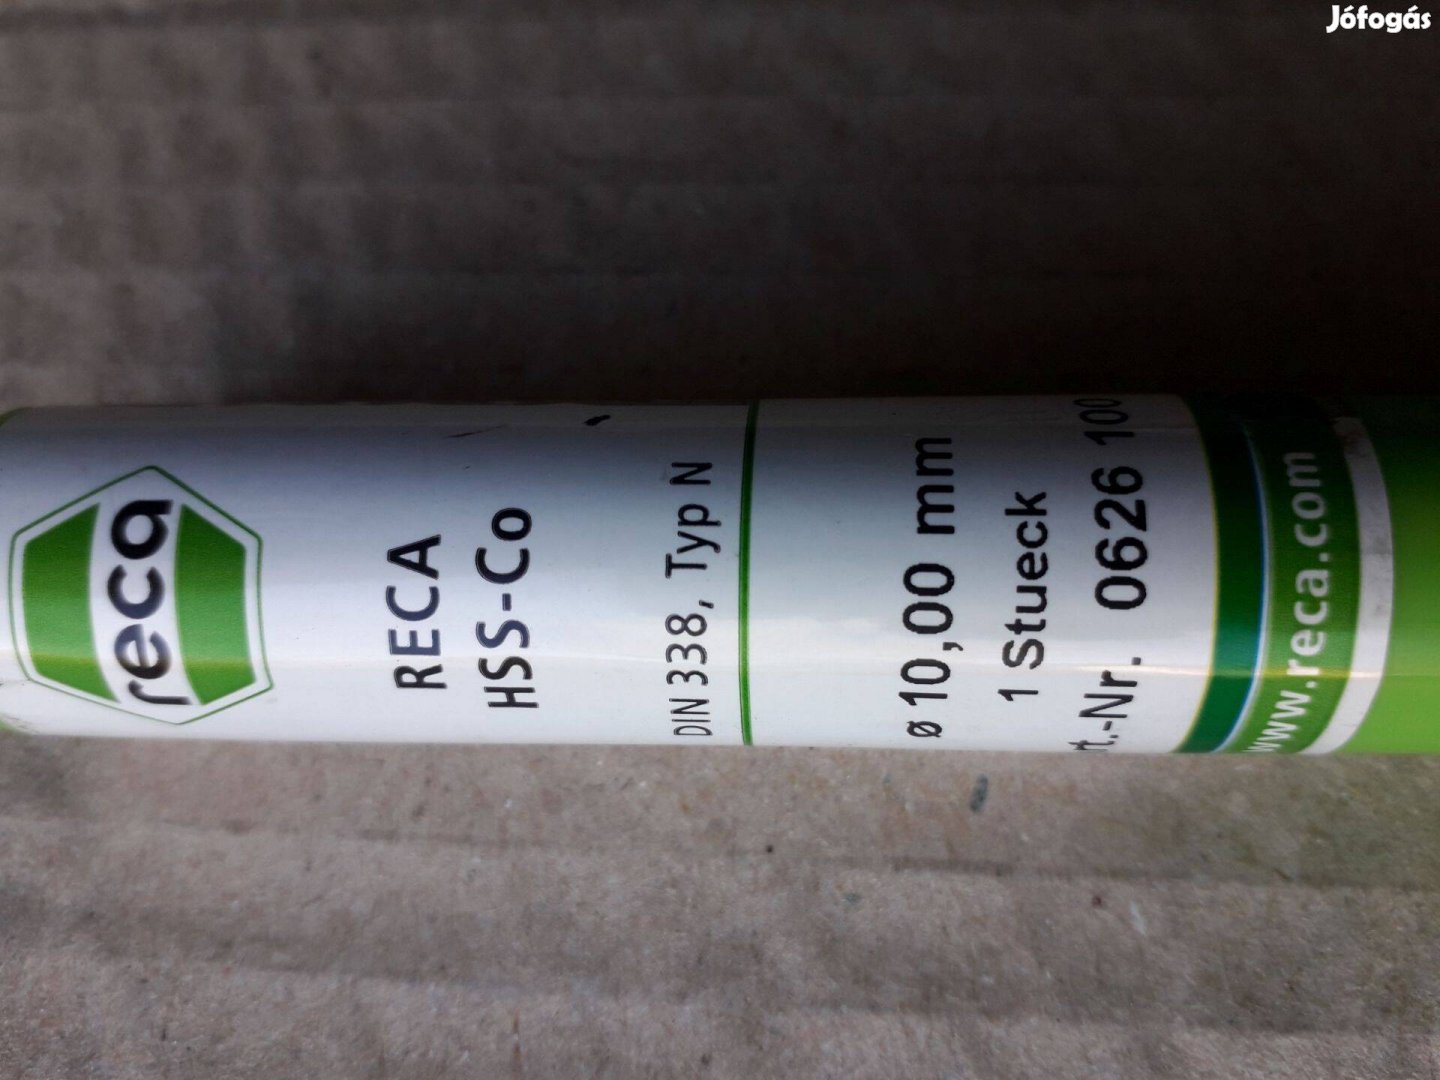 Jófogás
reca
RECA
HSS-Co
DIN 338, Typ N
ø 10,00 mm
1 Stueck
rt.-Nr. 0626 100
www.reca.com